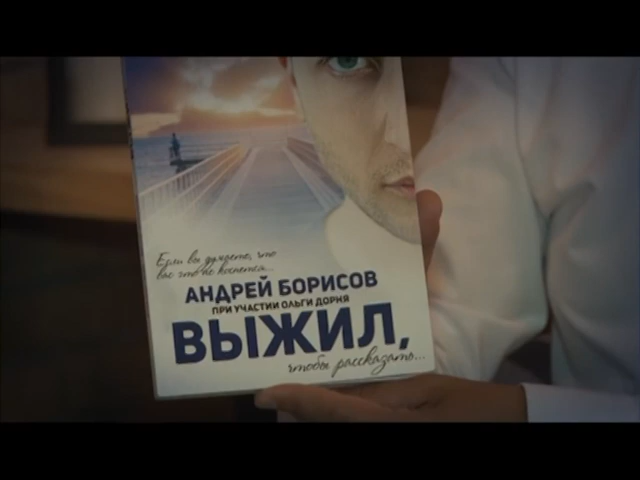 Если вы думаете, что
вас это не коснется...
АНДРЕЙ БОРИСОВ
ПРИ УЧАСТИИ ОЛЬГИ ДОРНЯ
ВЫЖИЛ,
чтобы рассказать...